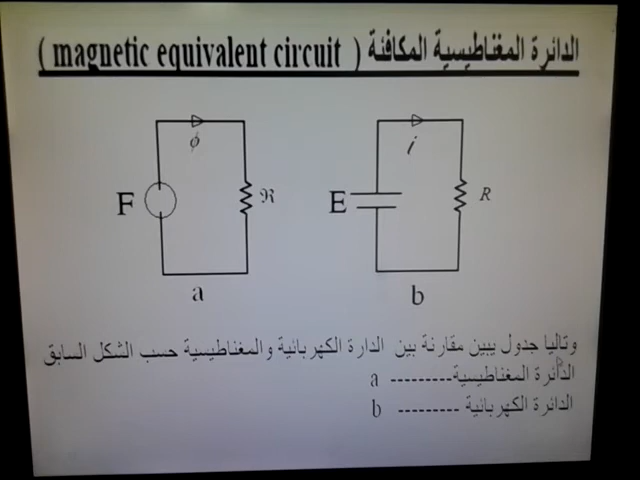 الدائرة المغناطيسية المكافئة ( magnetic equivalent circuit )
ϕ
i
F
ℜ
E
R
a
b
وتاليا جدول يبين مقارنة بين الدارة الكهربائية والمغناطيسية حسب الشكل السابق
الدائرة المغناطيسية--------- a
الدائرة الكهربائية --------- b